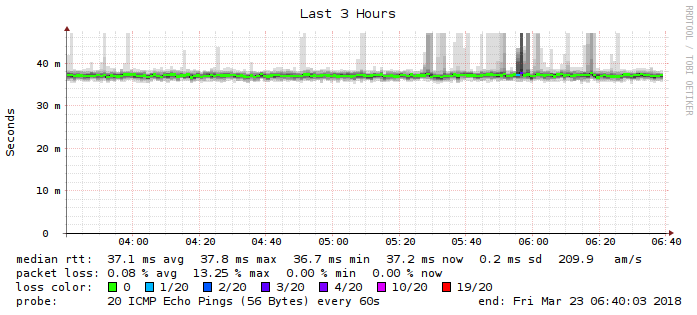 Last 3 Hours
RRDTOOL / TOBI OETIKER
Seconds
40 m
30 m
20 m
10 m
0
04:00 04:20 04:40 05:00 05:20 05:40 06:00 06:20 06:40
median rtt: 37.1 ms avg 37.8 ms max 36.7 ms min 37.2 ms now 0.2 ms sd 209.9 am/s
packet loss: 0.08 % avg 13.25 % max 0.00 % min 0.00 % now
loss color: 0 1/20 2/20 3/20 4/20 10/20 19/20
probe: 20 ICMP Echo Pings (56 Bytes) every 60s end: Fri Mar 23 06:40:03 2018